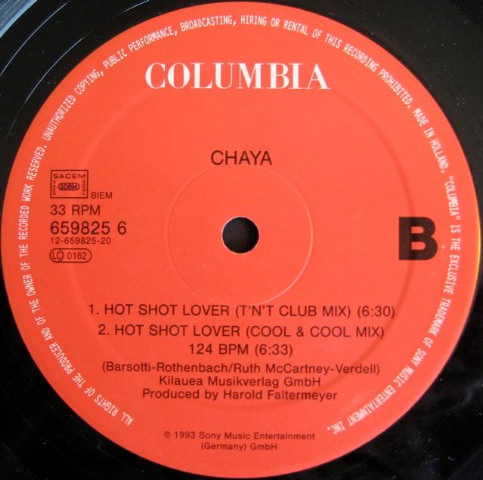 UNAUTHORIZED COPYING, PUBLIC PERFORMANCE, BROADCASTING, HIRING OR RENTAL OF THIS RECORDING PROHIBITED. MADE IN HOLLAND. "COLUMBIA" IS THE EXCLUSIVE TRADEMARK OF SONY MUSIC ENTERTAINMENT INC.
ALL RIGHTS OF THE PRODUCER AND OF THE OWNER OF THE RECORDED WORK RESERVED.
COLUMBIA
CHAYA
SACEM
BIEM
33 RPM
659825 6
12-659825-20
LC 0162
B
1. HOT SHOT LOVER (T'N'T CLUB MIX) (6:30)
2. HOT SHOT LOVER (COOL & COOL MIX)
124 BPM (6:33)
(Barsotti-Rothenbach/Ruth McCartney-Verdell)
Kilauea Musikverlag GmbH
Produced by Harold Faltermeyer
℗ 1993 Sony Music Entertainment
(Germany) GmbH